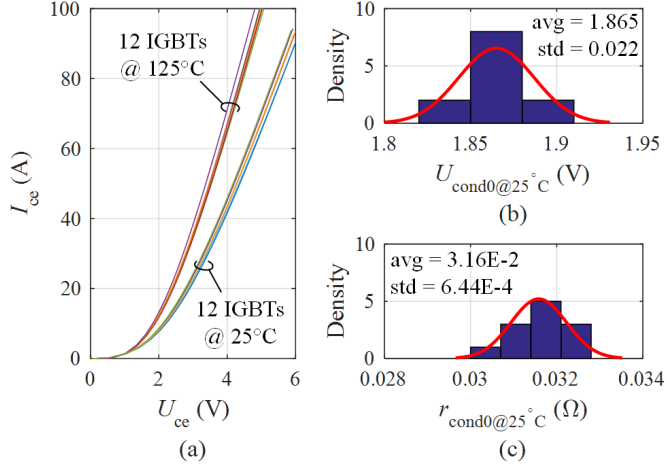 100
80
60
40
20
0
0
2
4
6
I_ce (A)
U_ce (V)
12 IGBTs
@ 125°C
12 IGBTs
@ 25°C
(a)
10
5
0
1.8
1.85
1.9
1.95
Density
avg = 1.865
std = 0.022
U_cond0@25°C (V)
(b)
10
5
0
0.028
0.03
0.032
0.034
Density
avg = 3.16E-2
std = 6.44E-4
r_cond0@25°C (Ω)
(c)